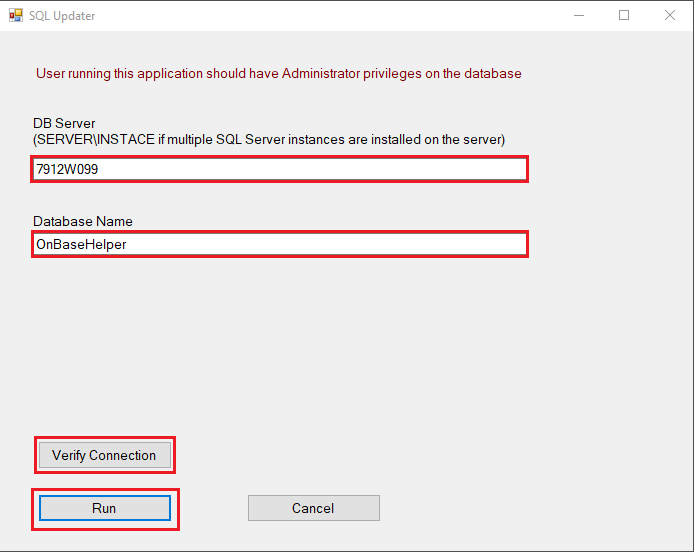 SQL Updater
User running this application should have Administrator privileges on the database
DB Server
(SERVER\INSTACE if multiple SQL Server instances are installed on the server)
7912W099
Database Name
OnBaseHelper
Verify Connection
Run
Cancel